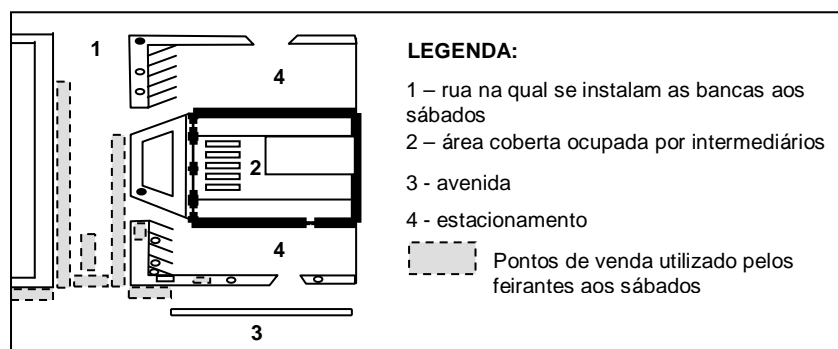 1
4
2
4
3
LEGENDA:
1 – rua na qual se instalam as bancas aos
sábados
2 – área coberta ocupada por intermediários
3 - avenida
4 - estacionamento
Pontos de venda utilizado pelos
feirantes aos sábados